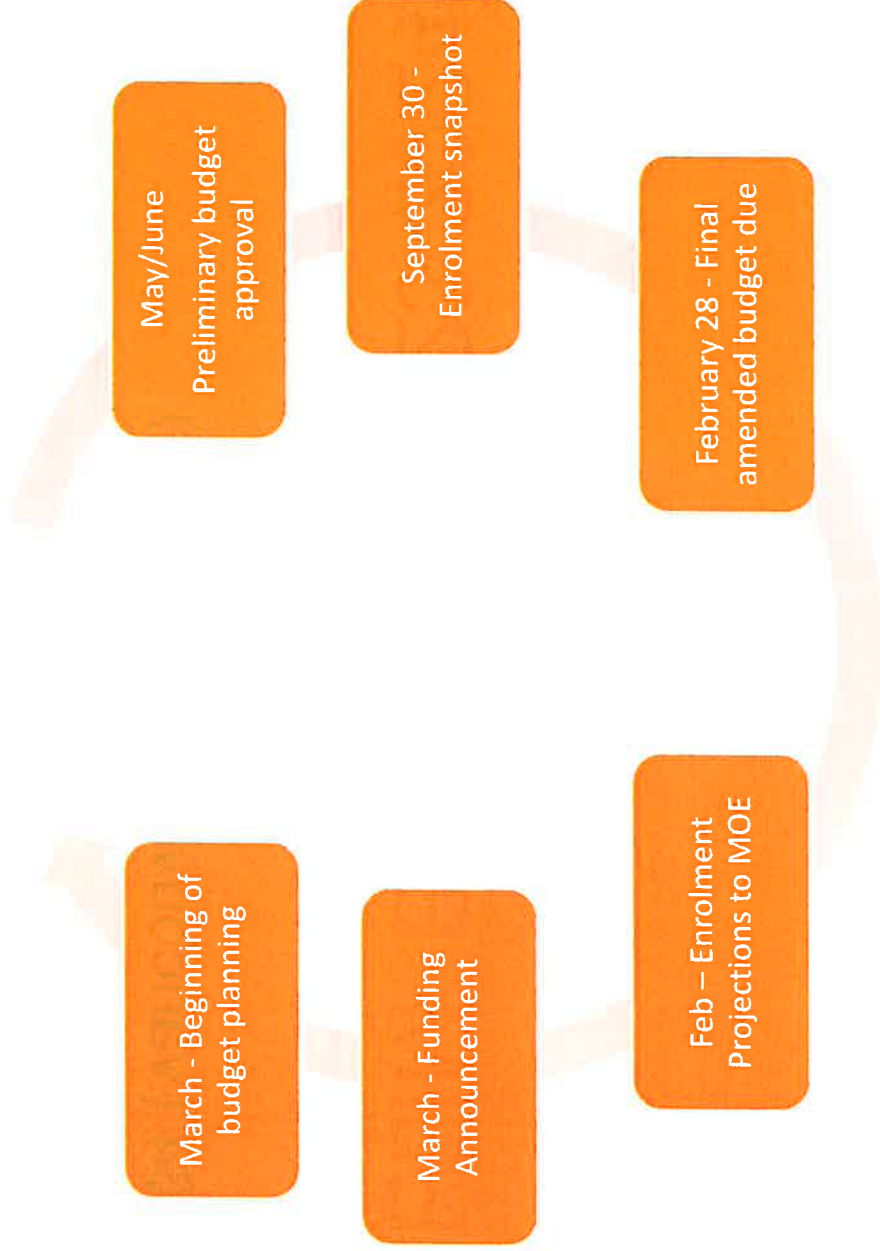 May/June
Preliminary budget
approval
September 30 -
Enrolment snapshot
February 28 - Final
amended budget due
Feb – Enrolment
Projections to MOE
March - Funding
Announcement
March - Beginning of
budget planning